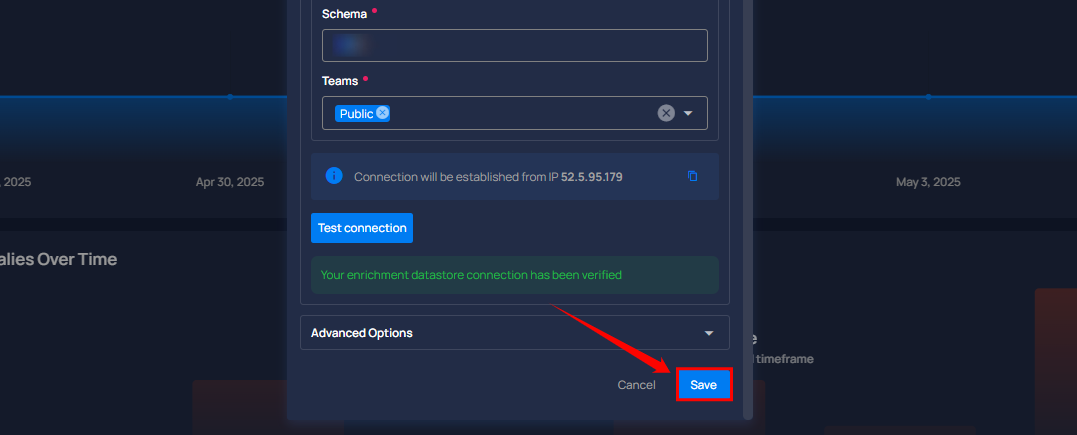 Schema
Teams
Public
, 2025
Apr 30, 2025
May 3, 2025
Connection will be established from IP 52.5.95.179
Test connection
alies Over Time
Your enrichment datastore connection has been verified
Advanced Options
timeframe
Cancel
Save